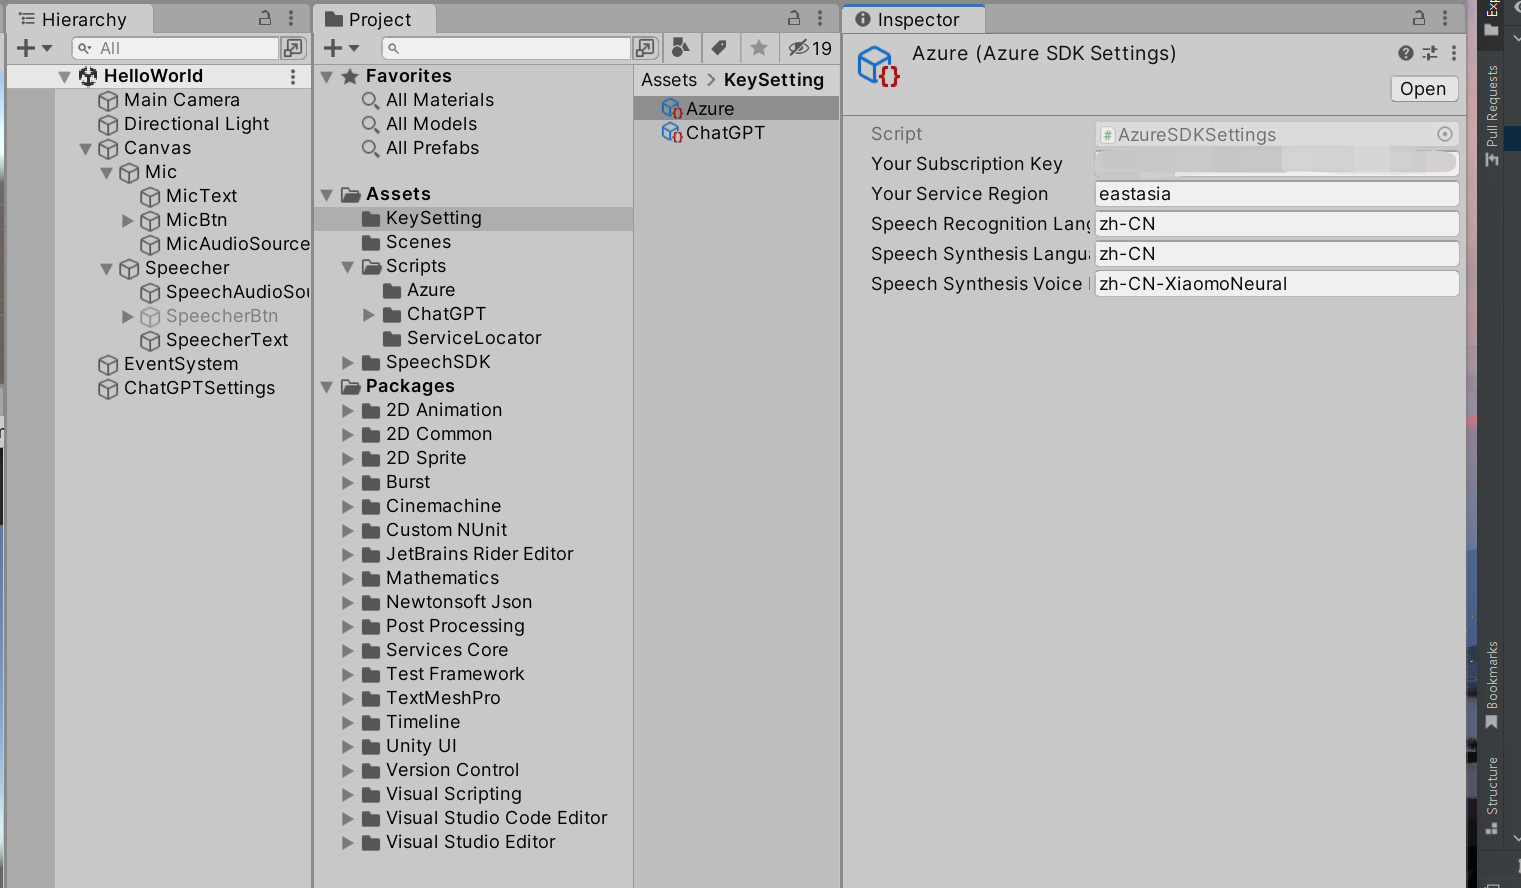 Hierarchy
All
HelloWorld
Main Camera
Directional Light
Canvas
Mic
MicText
MicBtn
MicAudioSource
Speecher
SpeechAudioSou
SpeecherBtn
SpeecherText
EventSystem
ChatGPTSettings
Project
19
Favorites
All Materials
All Models
All Prefabs
Assets
KeySetting
Scenes
Scripts
Azure
ChatGPT
ServiceLocator
SpeechSDK
Packages
2D Animation
2D Common
2D Sprite
Burst
Cinemachine
Custom NUnit
JetBrains Rider Editor
Mathematics
Newtonsoft Json
Post Processing
Services Core
Test Framework
TextMeshPro
Timeline
Unity UI
Version Control
Visual Scripting
Visual Studio Code Editor
Visual Studio Editor
Assets > KeySetting
Azure
ChatGPT
Inspector
Azure (Azure SDK Settings)
Open
Script # AzureSDKSettings
Your Subscription Key
Your Service Region eastasia
Speech Recognition Lang zh-CN
Speech Synthesis Langua zh-CN
Speech Synthesis Voice zh-CN-XiaomoNeural
Exp
Pull Requests
Bookmarks
Structure